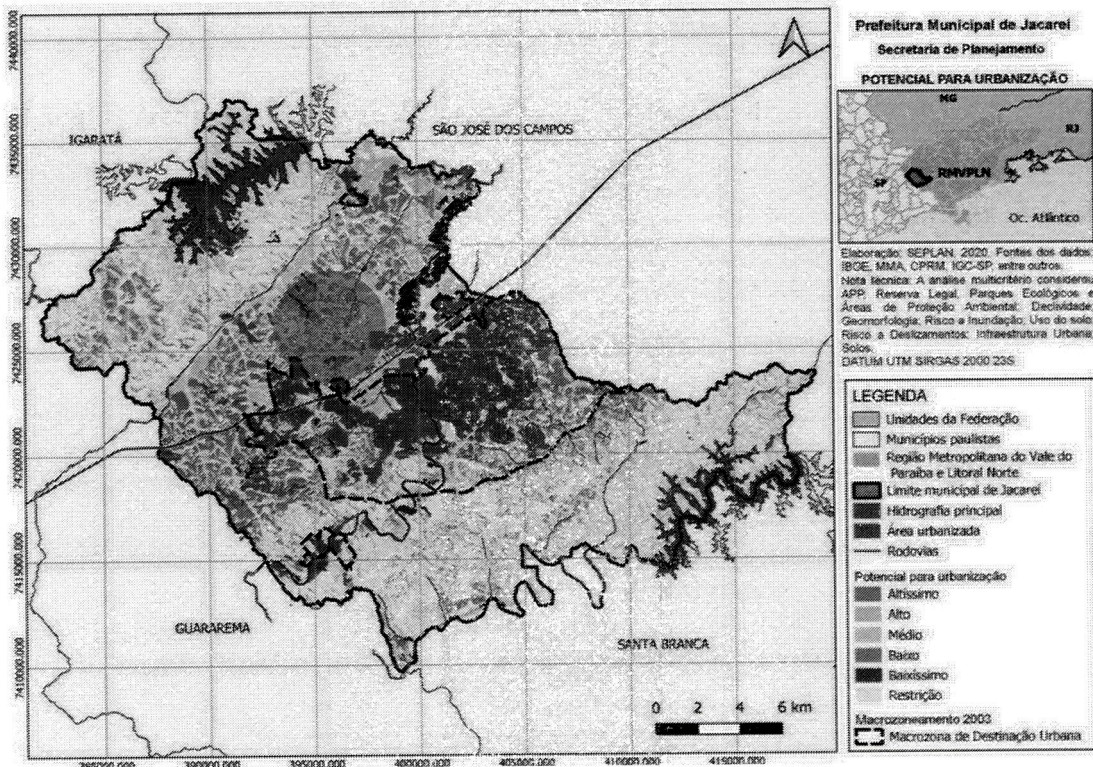 Prefeitura Municipal de Jacareí
Secretaria de Planejamento
POTENCIAL PARA URBANIZAÇÃO
MG
RJ
SP
RMVPLN
Oc. Atlântico
Elaboração: SEPLAN, 2020. Fontes dos dados:
IBGE, MMA, CPRM, IGC-SP, entre outros.
Nota técnica: A análise multicritério considerou
APP; Reserva Legal; Parques Ecológicos e
Áreas de Proteção Ambiental; Declividade;
Geomorfologia; Risco a Inundação; Uso do solo;
Risco a Deslizamentos; Infraestrutura Urbana;
Solos.
DATUM UTM SIRGAS 2000 23S
LEGENDA
Unidades da Federação
Municípios paulistas
Região Metropolitana do Vale do
Paraíba e Litoral Norte
Limite municipal de Jacareí
Hidrografia principal
Área urbanizada
Rodovias
Potencial para urbanização
Altíssimo
Alto
Médio
Baixo
Baixíssimo
Restrição
Macrozoneamento 2003
Macrozona de Destinação Urbana
IGARATÁ
SÃO JOSÉ DOS CAMPOS
GUARAREMA
SANTA BRANCA
0 2 4 6 km
7440000.000
7435000.000
7430000.000
7425000.000
7420000.000
7415000.000
7410000.000
385000.000
390000.000
395000.000
400000.000
405000.000
410000.000
415000.000